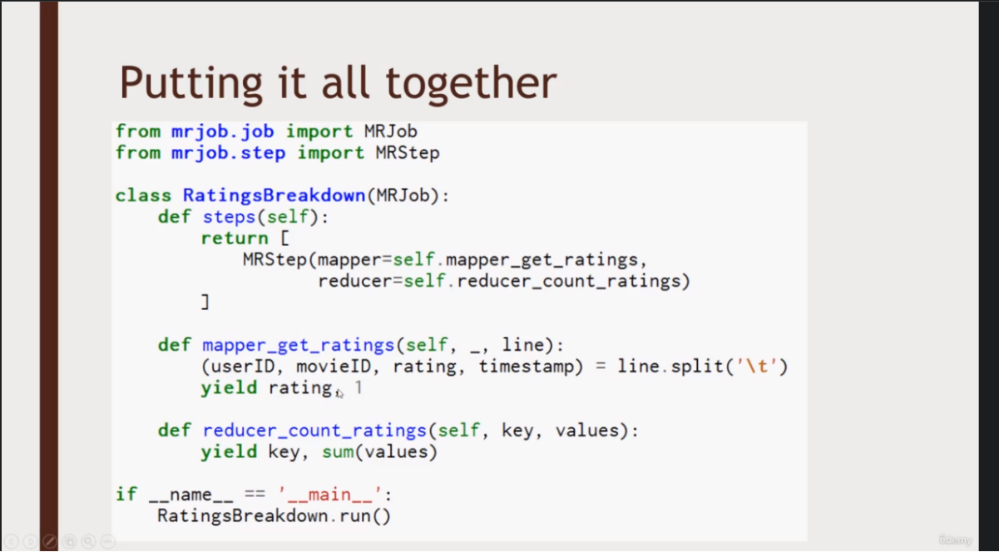 Putting it all together
from mrjob.job import MRJob
from mrjob.step import MRStep
class RatingsBreakdown(MRJob):
    def steps(self):
        return [
            MRStep(mapper=self.mapper_get_ratings,
                   reducer=self.reducer_count_ratings)
        ]
    def mapper_get_ratings(self, _, line):
        (userID, movieID, rating, timestamp) = line.split('\t')
        yield rating, 1
    def reducer_count_ratings(self, key, values):
        yield key, sum(values)
if __name__ == '__main__':
    RatingsBreakdown.run()
ûdemy